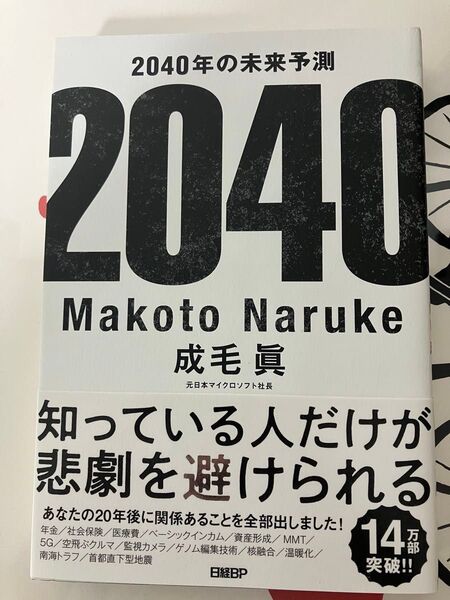 2040年の未来予測
2040
Makoto Naruke
成毛 眞
元日本マイクロソフト社長
知っている人だけが
悲劇を避けられる
あなたの20年後に関係あることを全部出しました!
年金/社会保険/医療費/ベーシックインカム/資産形成/MMT/
5G/空飛ぶクルマ/監視カメラ/ゲノム編集技術/核融合/温暖化/
南海トラフ/首都直下型地震
14万部
突破!!
日経BP